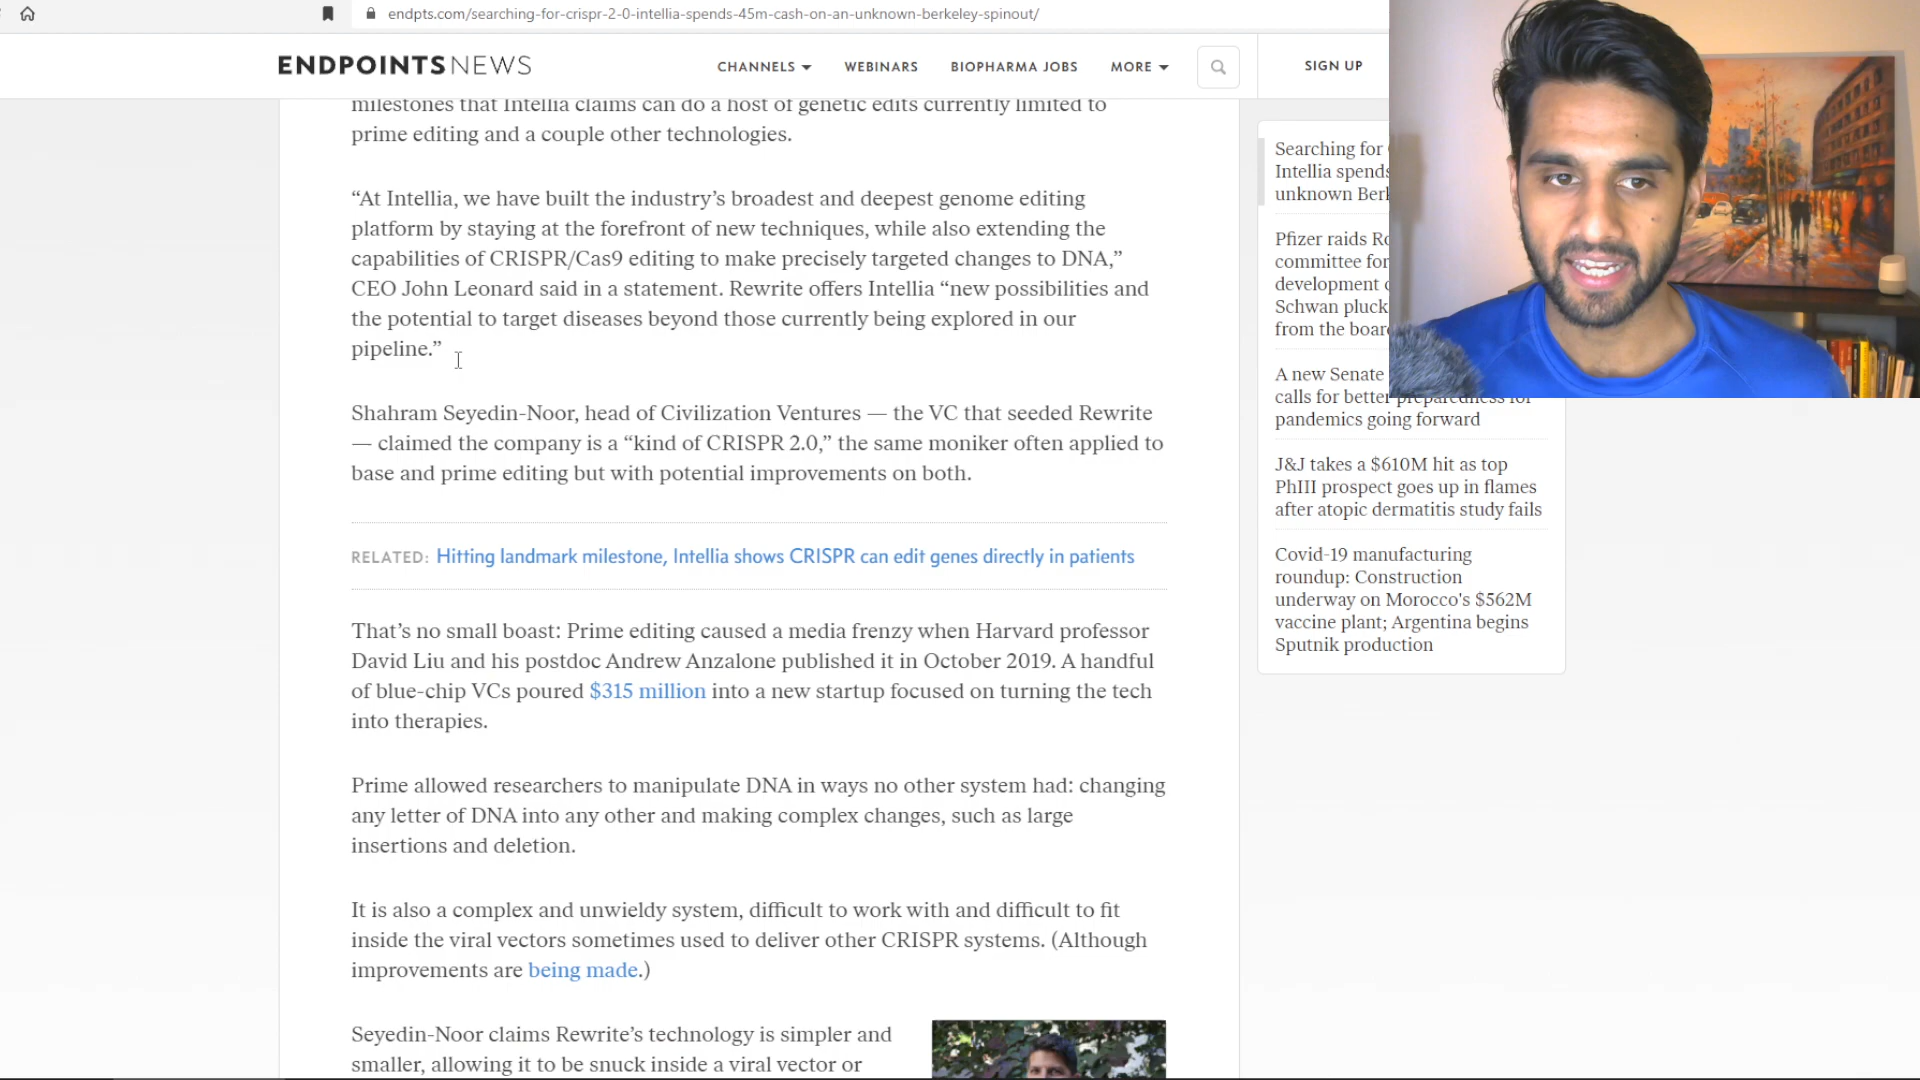 endpts.com/searching-for-crispr-2-0-intellia-spends-45m-cash-on-an-unknown-berkeley-spinout/
ENDPOINTS NEWS
CHANNELS
WEBINARS
BIOPHARMA JOBS
MORE
SIGN UP
milestones that Intellia claims can do a host of genetic edits currently limited to
prime editing and a couple other technologies.
“At Intellia, we have built the industry’s broadest and deepest genome editing
platform by staying at the forefront of new techniques, while also extending the
capabilities of CRISPR/Cas9 editing to make precisely targeted changes to DNA,”
CEO John Leonard said in a statement. Rewrite offers Intellia “new possibilities and
the potential to target diseases beyond those currently being explored in our
pipeline.”
Shahram Seyedin-Noor, head of Civilization Ventures — the VC that seeded Rewrite
— claimed the company is a “kind of CRISPR 2.0,” the same moniker often applied to
base and prime editing but with potential improvements on both.
RELATED: Hitting landmark milestone, Intellia shows CRISPR can edit genes directly in patients
That’s no small boast: Prime editing caused a media frenzy when Harvard professor
David Liu and his postdoc Andrew Anzalone published it in October 2019. A handful
of blue-chip VCs poured $315 million into a new startup focused on turning the tech
into therapies.
Prime allowed researchers to manipulate DNA in ways no other system had: changing
any letter of DNA into any other and making complex changes, such as large
insertions and deletion.
It is also a complex and unwieldy system, difficult to work with and difficult to fit
inside the viral vectors sometimes used to deliver other CRISPR systems. (Although
improvements are being made.)
Seyedin-Noor claims Rewrite’s technology is simpler and
smaller, allowing it to be snuck inside a viral vector or
Searching for
Intellia spends
unknown
Pfizer raids
committee for
development
Schwan pluck
from the
A new Senate
calls for better preparedness for
pandemics going forward
J&J takes a $610M hit as top
PhIII prospect goes up in flames
after atopic dermatitis study fails
Covid-19 manufacturing
roundup: Construction
underway on Morocco's $562M
vaccine plant; Argentina begins
Sputnik production